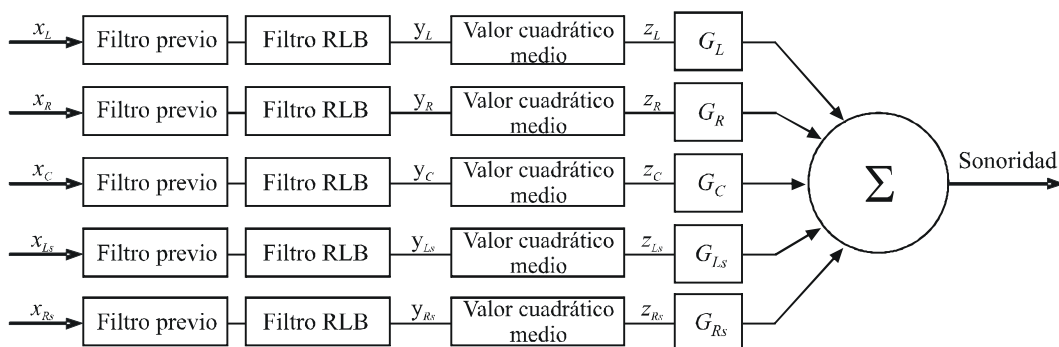 x_L Filtro previo Filtro RLB y_L Valor cuadrático medio z_L G_L
x_R Filtro previo Filtro RLB y_R Valor cuadrático medio z_R G_R
x_C Filtro previo Filtro RLB y_C Valor cuadrático medio z_C G_C Σ Sonoridad
x_Ls Filtro previo Filtro RLB y_Ls Valor cuadrático medio z_Ls G_Ls
x_Rs Filtro previo Filtro RLB y_Rs Valor cuadrático medio z_Rs G_Rs